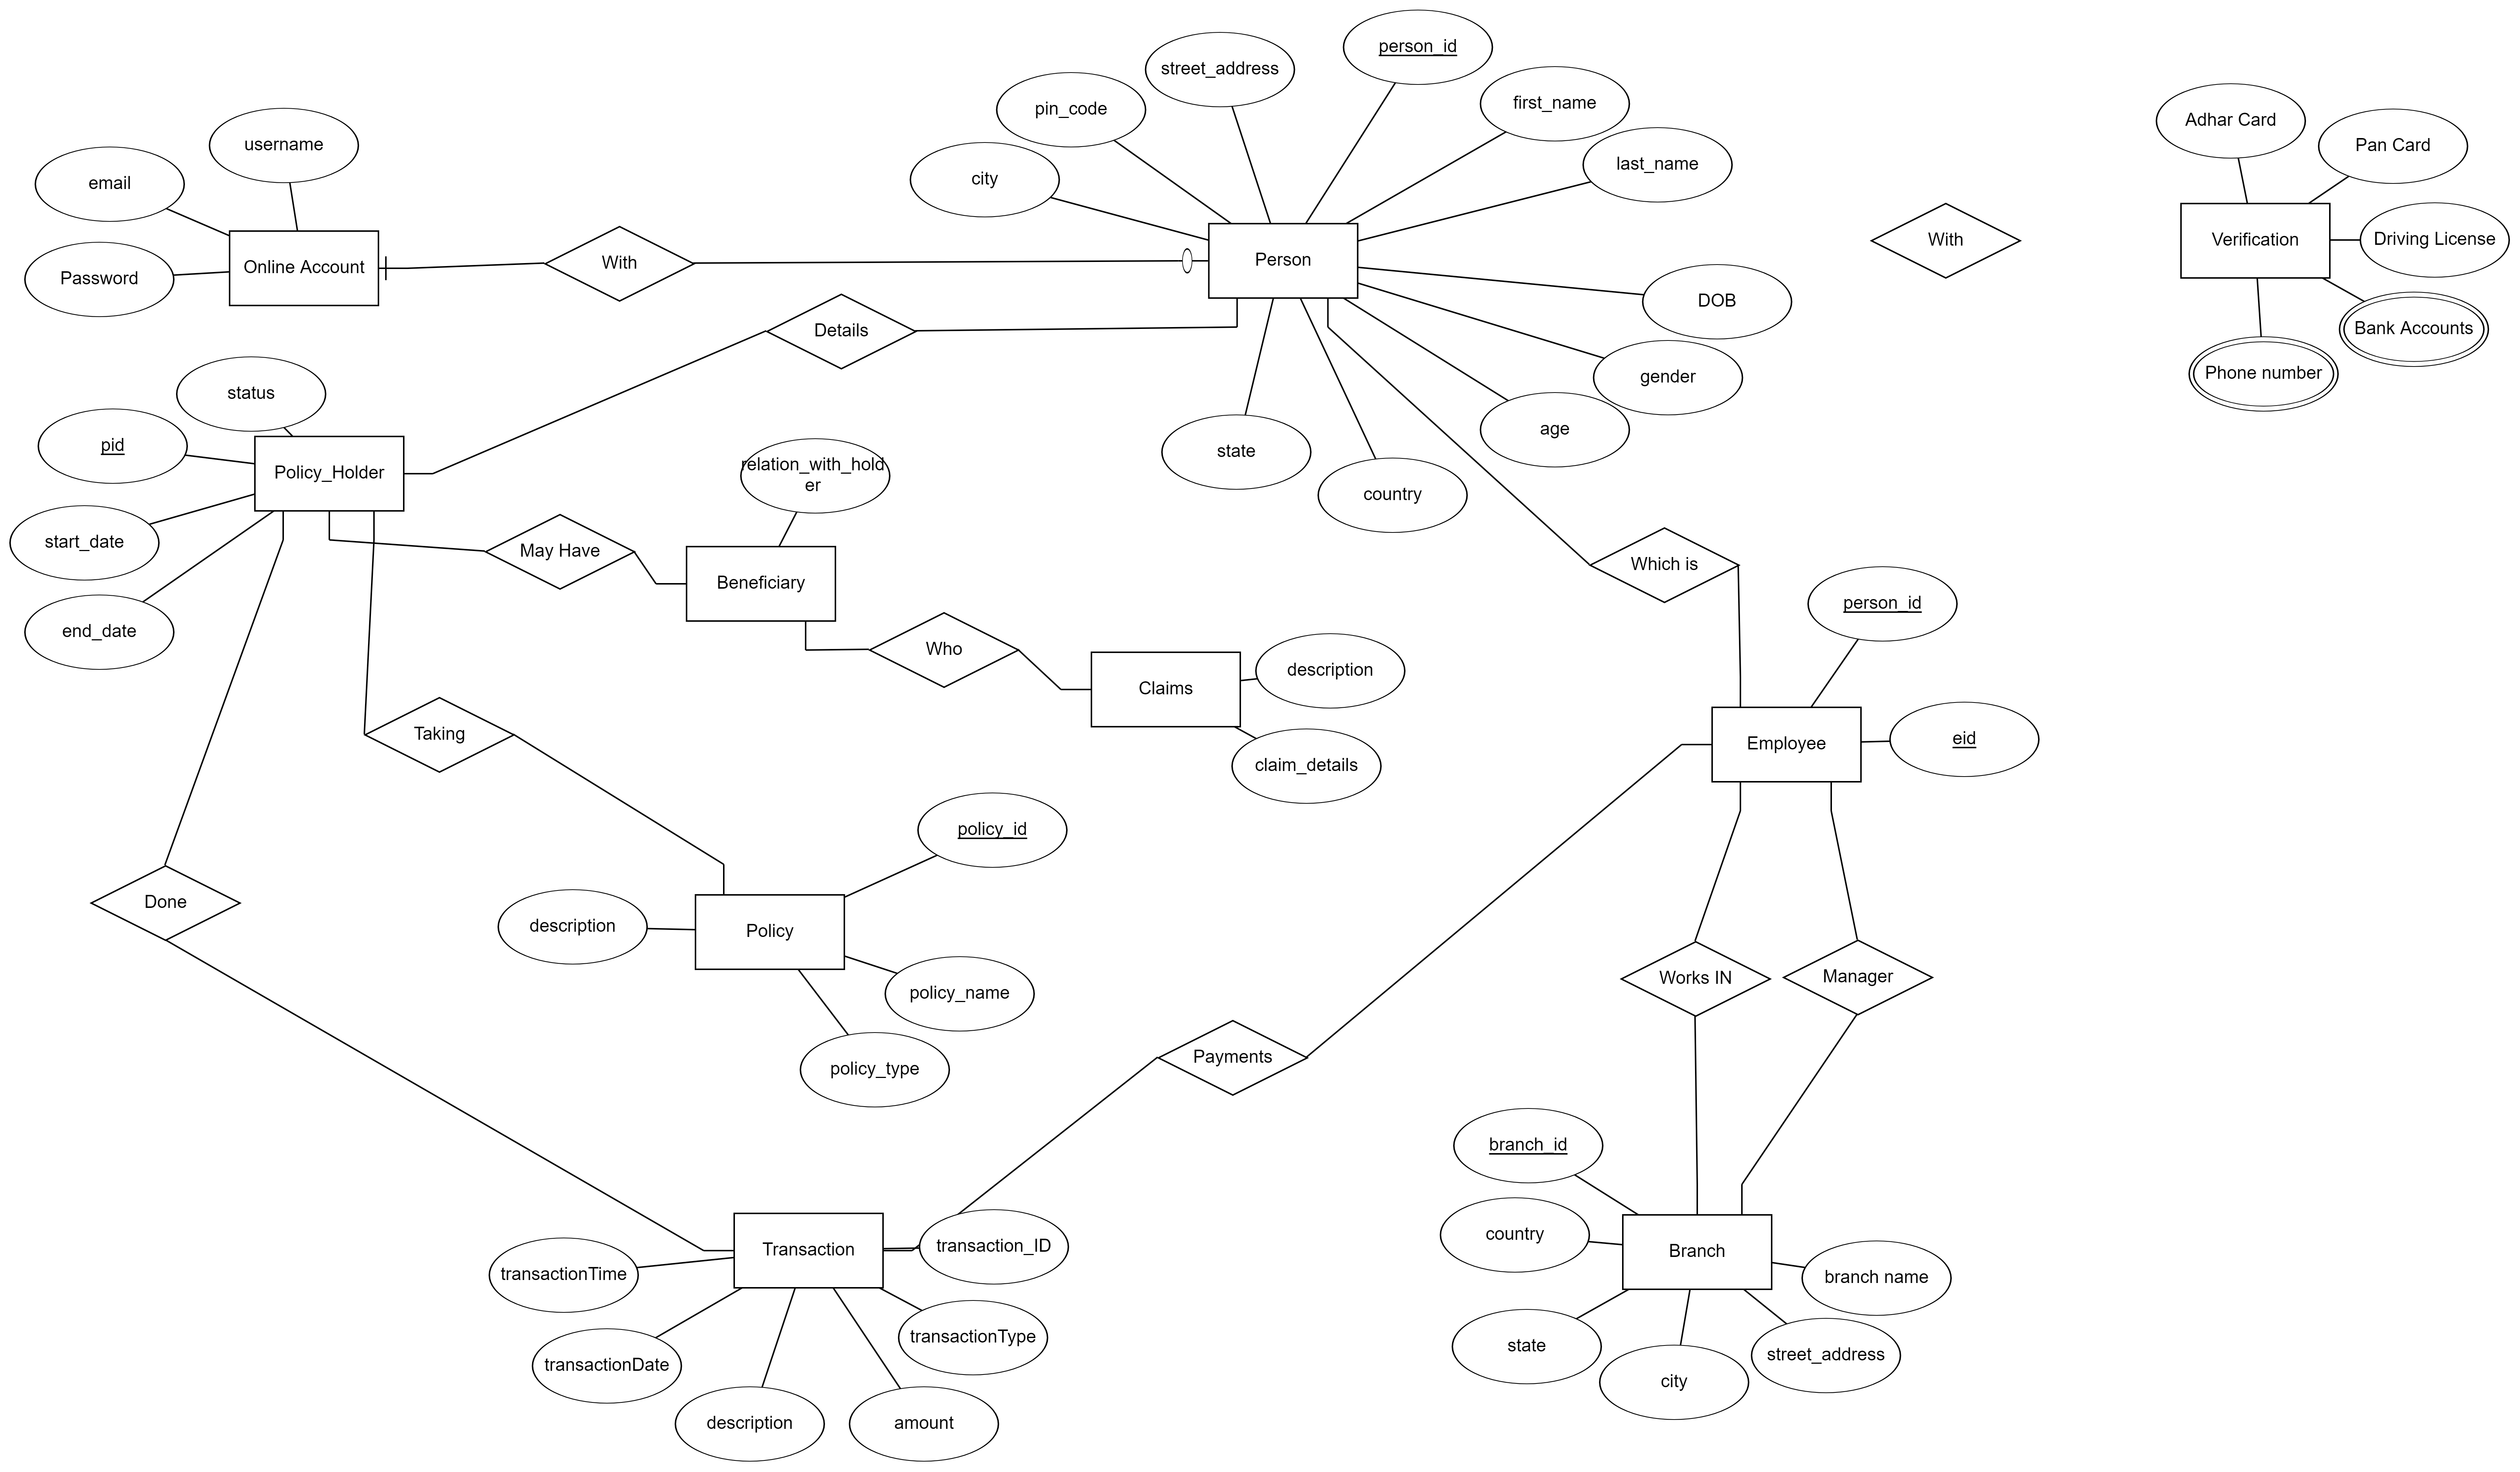 person_id
street_address
first_name
pin_code
Adhar Card
username
Pan Card
last_name
city
email
With
Verification
Driving License
Person
With
Online Account
Password
DOB
Bank Accounts
Details
Phone number
gender
status
age
pid
state
Policy_Holder
relation_with_hold
er
country
start_date
May Have
Which is
Beneficiary
person_id
end_date
Who
description
Claims
Taking
eid
Employee
claim_details
policy_id
Done
description
Policy
Works IN
Manager
policy_name
Payments
policy_type
branch_id
country
transaction_ID
Transaction
Branch
transactionTime
branch name
transactionType
state
street_address
transactionDate
city
description
amount